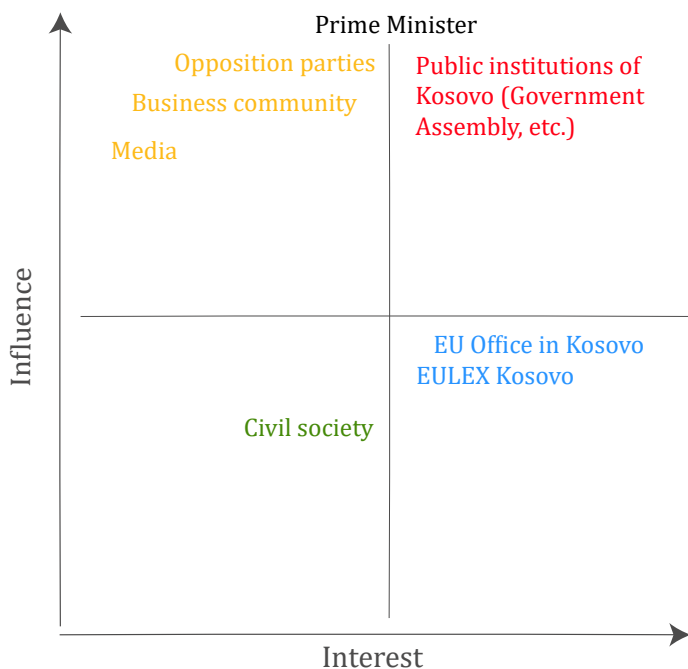 Prime Minister
Opposition parties
Business community
Media
Public institutions of
Kosovo (Government
Assembly, etc.)
Influence
EU Office in Kosovo
EULEX Kosovo
Civil society
Interest